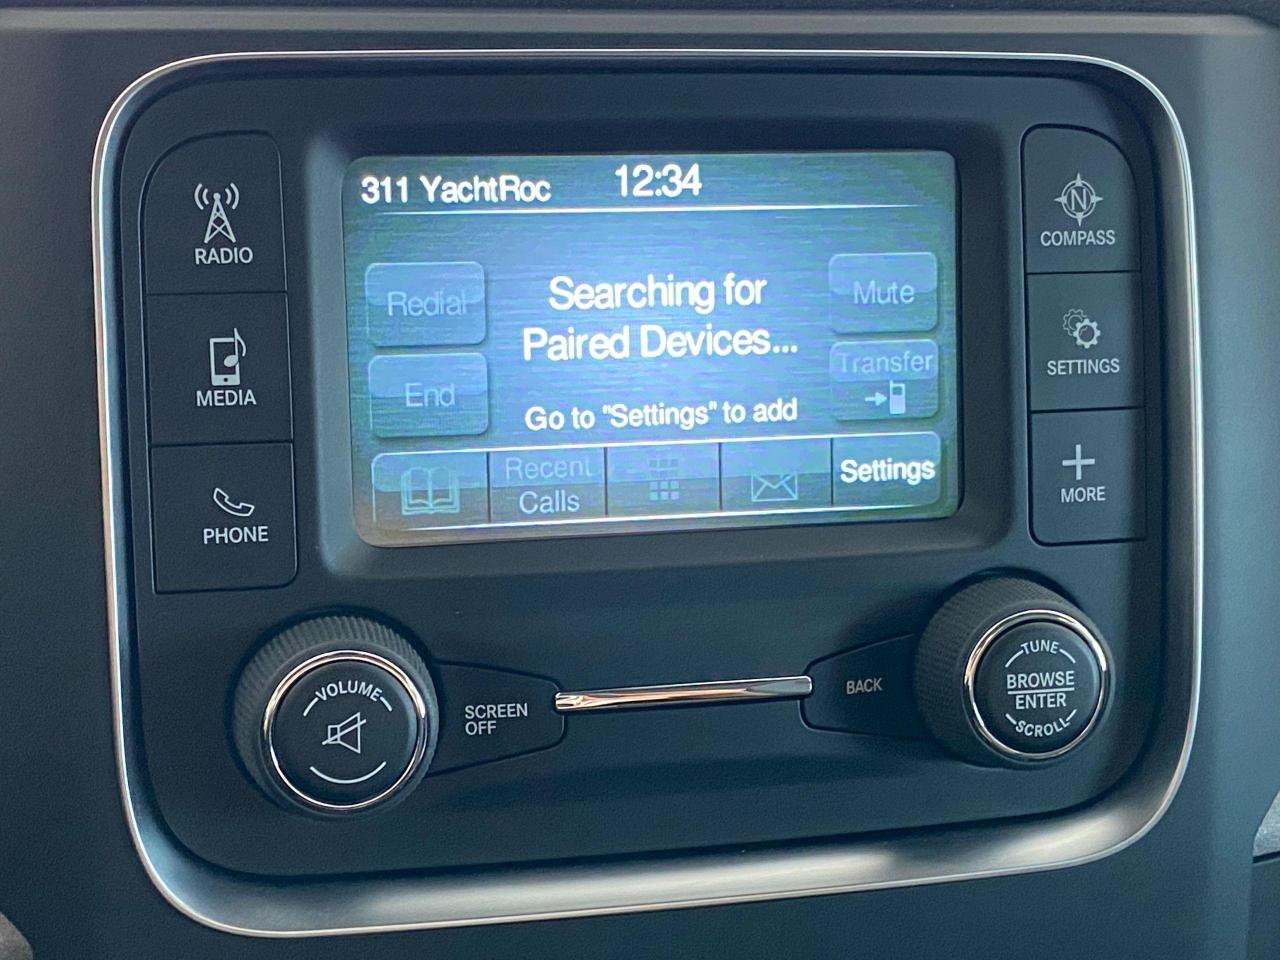 311 YachtRoc 12:34
RADIO
MEDIA
PHONE
Redial
End
Searching for
Paired Devices...
Go to "Settings" to add
Mute
Transfer
Recent
Calls
Settings
N
COMPASS
SETTINGS
MORE
VOLUME
SCREEN
OFF
BACK
TUNE
BROWSE
ENTER
SCROLL